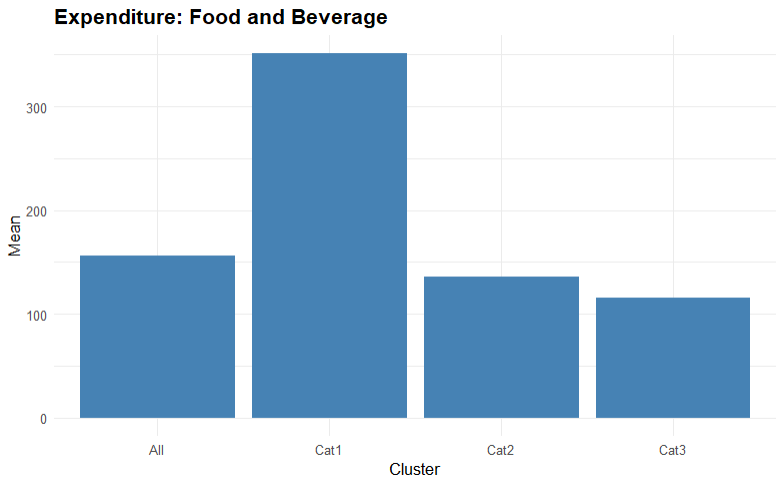 Expenditure: Food and Beverage
Mean
300
200
100
0
All Cat1 Cat2 Cat3
Cluster